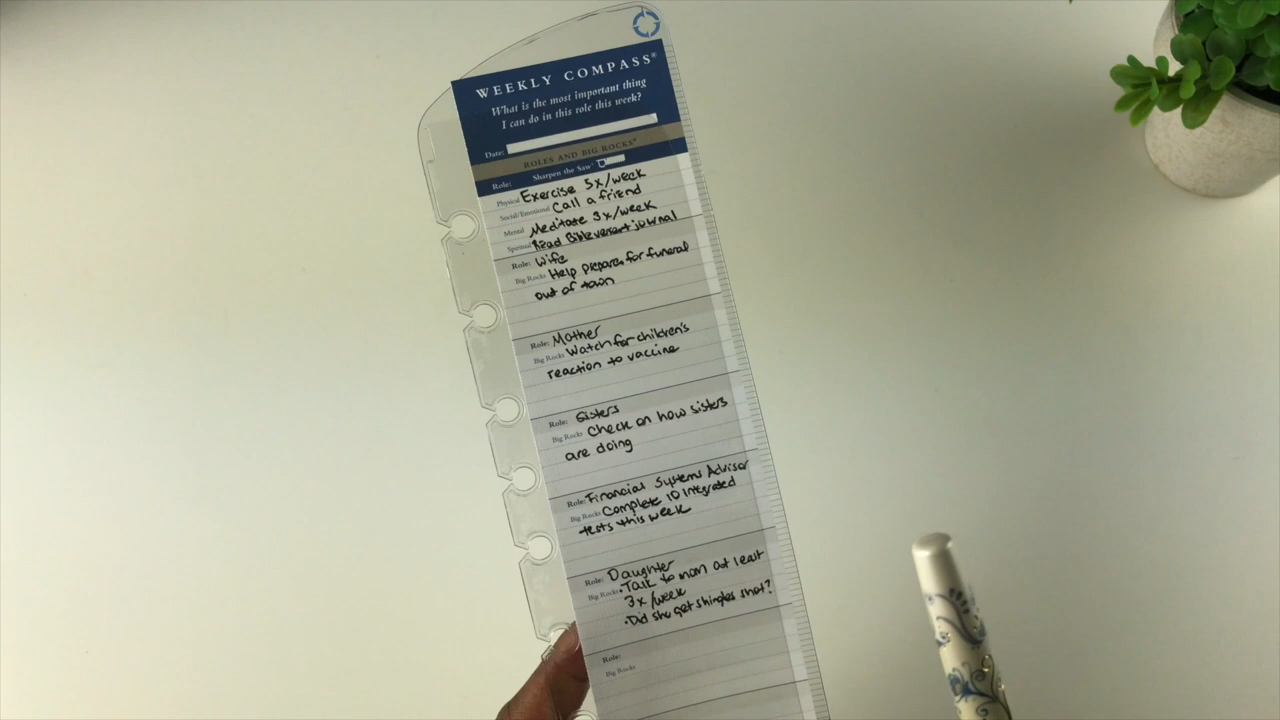 WEEKLY COMPASS®
What is the most important thing
I can do in this role this week?
Date:
ROLES AND BIG ROCKS®
Role: Sharpen the Saw®
Physical Exercise 5x/week
Social/Emotional Call a friend
Mental Meditate 3x/week
Spiritual Read Bible verse + journal
Role: Wife
Big Rocks Help prepare for funeral
out of town
Role: Mother
Big Rocks Watch for children's
reaction to vaccine
Role: Sisters
Big Rocks Check on how sisters
are doing
Role: Financial Systems Advisor
Big Rocks Complete 10 Integrated
tests this week
Role: Daughter
Big Rocks • Talk to mom at least
3x/week
• Did she get shingles shot?
Role:
Big Rocks